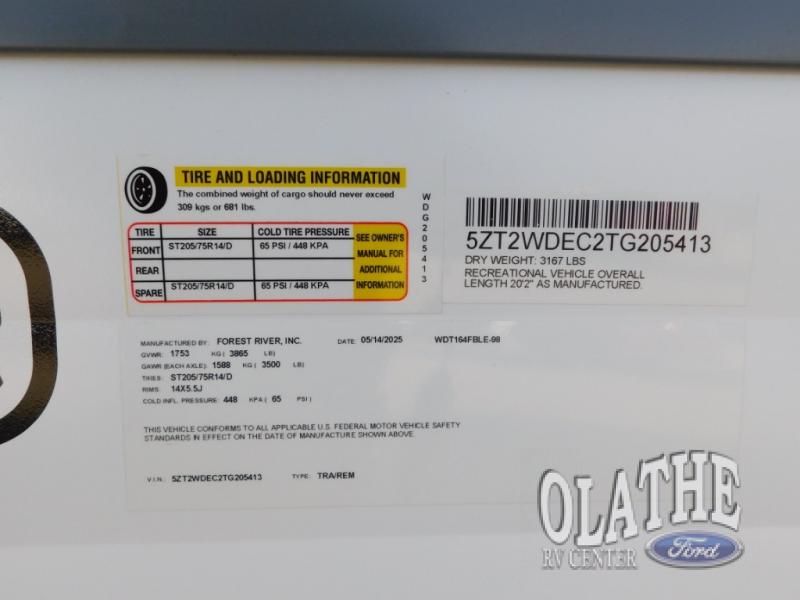 TIRE AND LOADING INFORMATION
The combined weight of cargo should never exceed
309 kgs or 681 lbs.
TIRE SIZE COLD TIRE PRESSURE SEE OWNER'S MANUAL FOR ADDITIONAL INFORMATION
FRONT ST205/75R14/D 65 PSI / 448 KPA
REAR
SPARE ST205/75R14/D 65 PSI / 448 KPA
WDG205413
5ZT2WDEC2TG205413
DRY WEIGHT: 3167 LBS
RECREATIONAL VEHICLE OVERALL
LENGTH 20'2" AS MANUFACTURED.
MANUFACTURED BY: FOREST RIVER, INC. DATE: 05/14/2025 WDT164FBLE-98
GVWR: 1753 KG ( 3865 LB)
GAWR (EACH AXLE): 1588 KG ( 3500 LB)
TIRES: ST205/75R14/D
RIMS: 14X5.5J
COLD INFL. PRESSURE: 448 KPA ( 65 PSI )
THIS VEHICLE CONFORMS TO ALL APPLICABLE U.S. FEDERAL MOTOR VEHICLE SAFETY
STANDARDS IN EFFECT ON THE DATE OF MANUFACTURE SHOWN ABOVE.
V.I.N.: 5ZT2WDEC2TG205413 TYPE: TRA/REM
OLATHE
RV CENTER
Ford